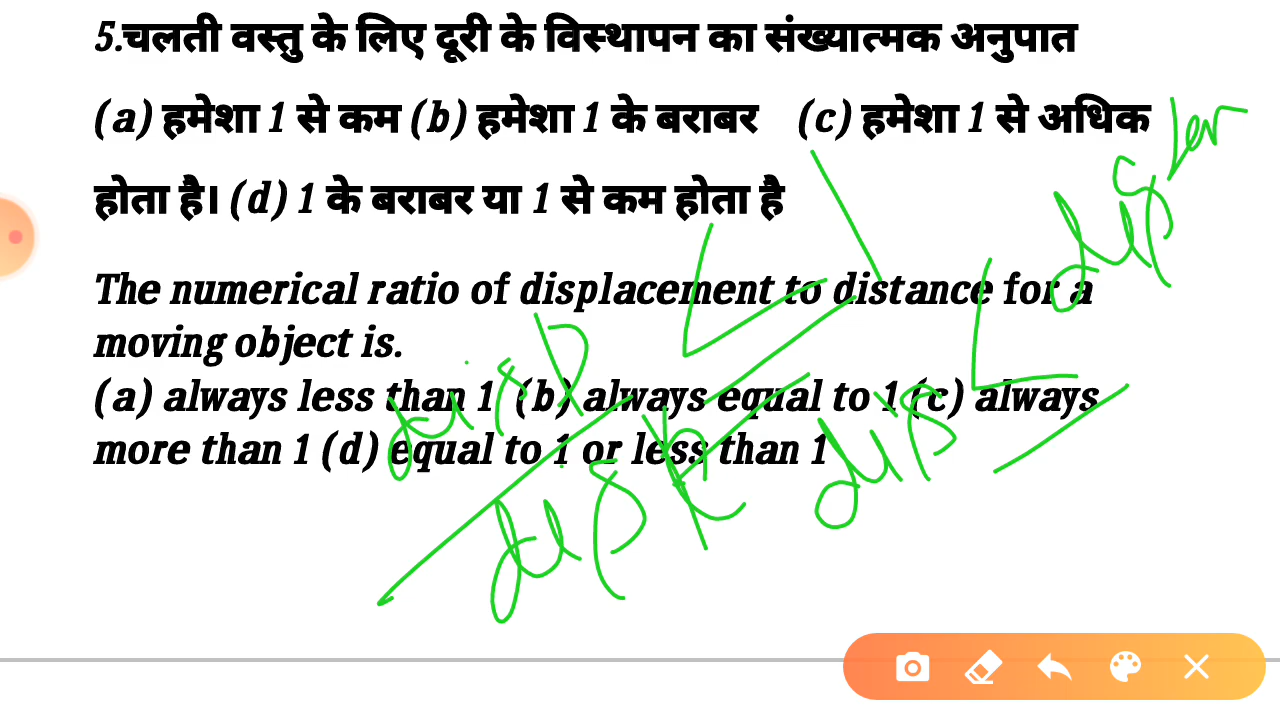 5.चलती वस्तु के लिए दूरी के विस्थापन का संख्यात्मक अनुपात
(a) हमेशा 1 से कम (b) हमेशा 1 के बराबर (c) हमेशा 1 से अधिक
होता है। (d) 1 के बराबर या 1 से कम होता है
The numerical ratio of displacement to distance for a
moving object is.
(a) always less than 1 (b) always equal to 1 (c) always
more than 1 (d) equal to 1 or less than 1
disp